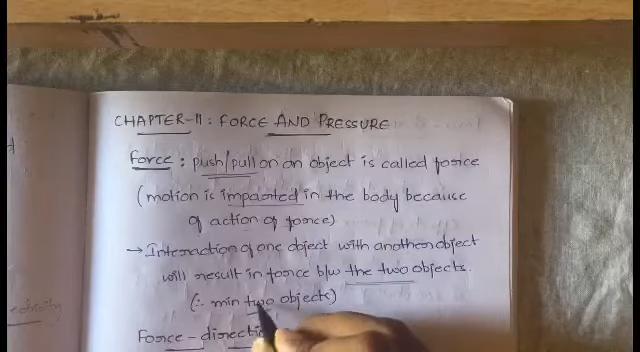 CHAPTER-11: FORCE AND PRESSURE
Force: push/pull on an object is called force
(motion is impacted in the body because
of action of force)
→ Interaction of one object with another object
will result in force b/w the two objects.
(∴ min two objects)
Force-direction